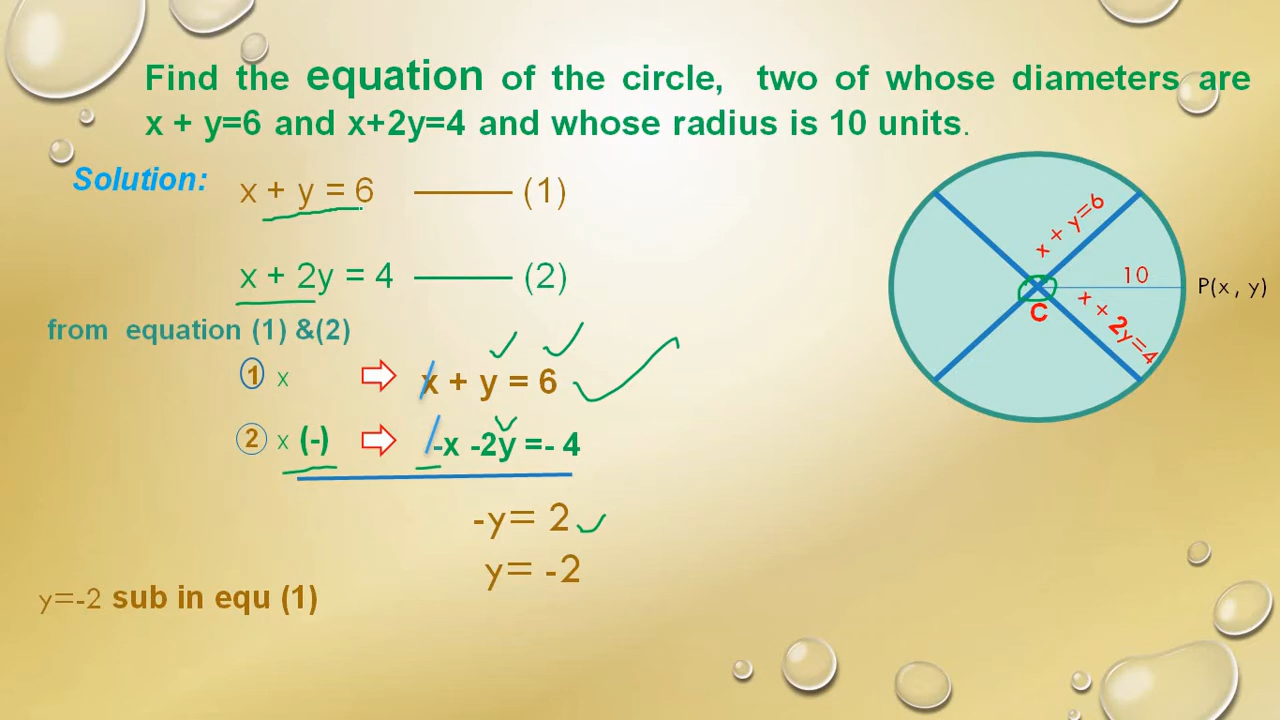 Find the equation of the circle, two of whose diameters are
x + y=6 and x+2y=4 and whose radius is 10 units.
Solution:
x + y = 6 ——— (1)
x + 2y = 4 ——— (2)
from equation (1) &(2)
1 x ⇨ x + y = 6
2 x (-) ⇨ -x -2y =- 4
-y= 2
y= -2
y=-2 sub in equ (1)
x + y=6
10
P(x , y)
C
x + 2y=4